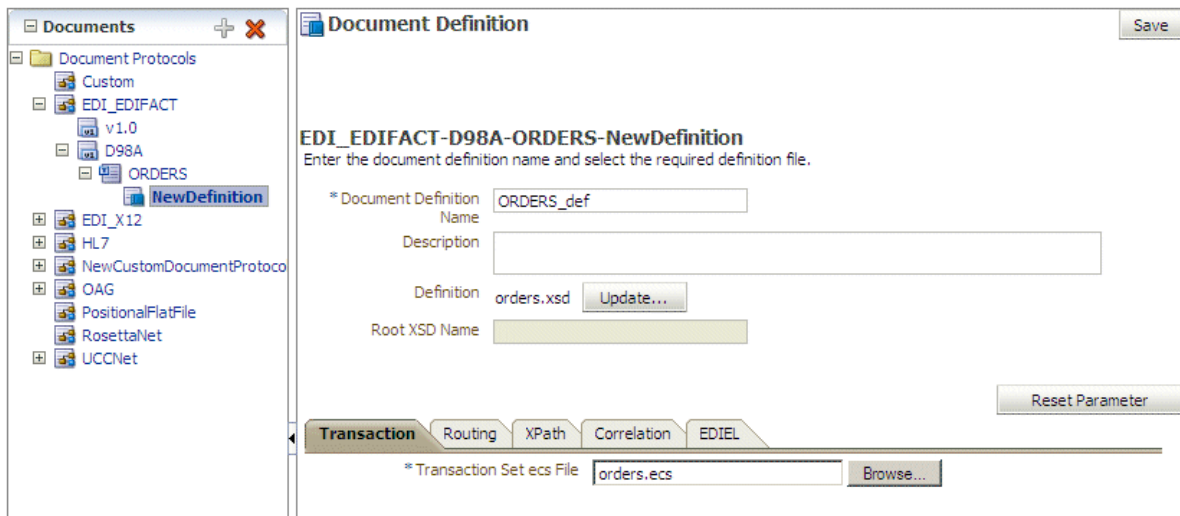 Documents
Document Protocols
Custom
EDI_EDIFACT
v1.0
D98A
ORDERS
NewDefinition
EDI_X12
HL7
NewCustomDocumentProtoco
OAG
PositionalFlatFile
RosettaNet
UCCNet
Document Definition
Save
EDI_EDIFACT-D98A-ORDERS-NewDefinition
Enter the document definition name and select the required definition file.
* Document Definition Name ORDERS_def
Description
Definition orders.xsd Update...
Root XSD Name
Reset Parameter
Transaction Routing XPath Correlation EDIEL
* Transaction Set ecs File orders.ecs Browse...